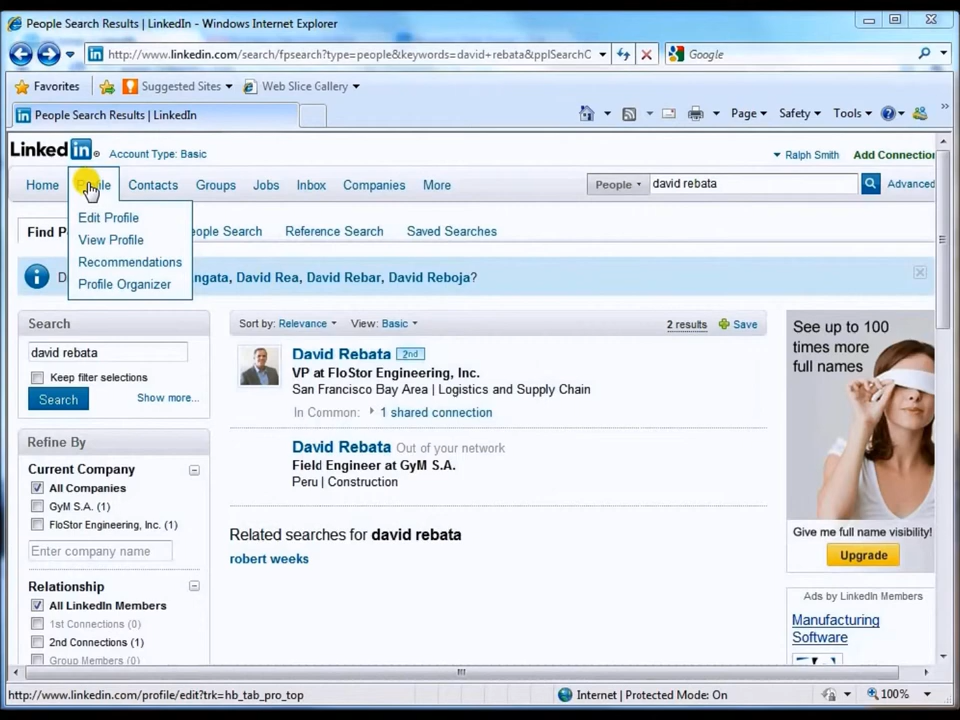 People Search Results | LinkedIn - Windows Internet Explorer
http://www.linkedin.com/search/fpsearch?type=people&keywords=david+rebata&pplSearchC
Google
Favorites
Suggested Sites
Web Slice Gallery
People Search Results | LinkedIn
Page
Safety
Tools
LinkedIn
Account Type: Basic
Ralph Smith
Add Connection
Home
Contacts
Groups
Jobs
Inbox
Companies
More
People
david rebata
Advanced
Edit Profile
View Profile
Recommendations
Profile Organizer
Find P
eople Search
Reference Search
Saved Searches
ngata, David Rea, David Rebar, David Reboja?
Search
david rebata
Keep filter selections
Search
Show more...
Sort by: Relevance
View: Basic
2 results
Save
David Rebata 2nd
VP at FloStor Engineering, Inc.
San Francisco Bay Area | Logistics and Supply Chain
In Common: 1 shared connection
David Rebata Out of your network
Field Engineer at GyM S.A.
Peru | Construction
Related searches for david rebata
robert weeks
Refine By
Current Company
All Companies
GyM S.A. (1)
FloStor Engineering, Inc. (1)
Enter company name
Relationship
All LinkedIn Members
1st Connections (0)
2nd Connections (1)
Group Members (0)
See up to 100
times more
full names
Give me full name visibility!
Upgrade
Ads by LinkedIn Members
Manufacturing
Software
http://www.linkedin.com/profile/edit?trk=hb_tab_pro_top
Internet | Protected Mode: On
100%